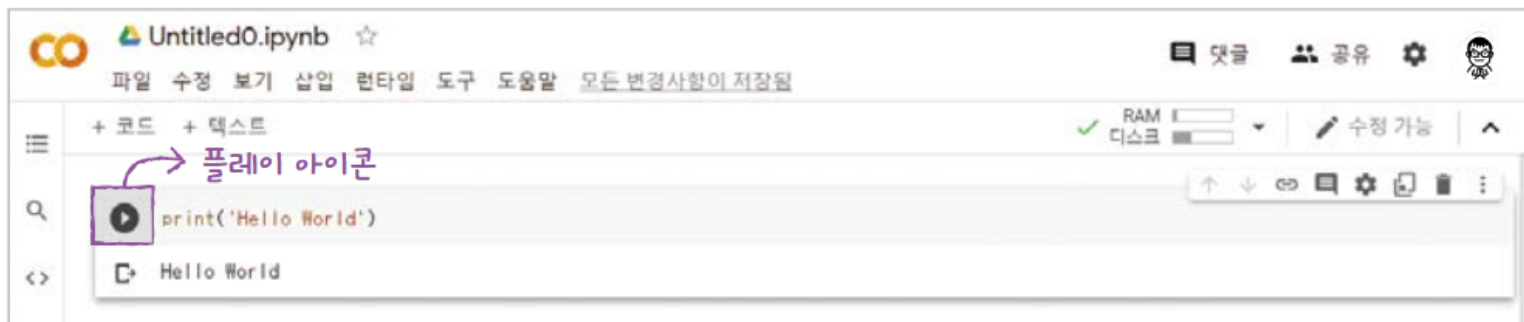 Untitled0.ipynb
댓글 공유
파일 수정 보기 삽입 런타임 도구 도움말 모든 변경사항이 저장됨
+ 코드 + 텍스트
RAM
디스크
수정 가능
플레이 아이콘
print('Hello World')
Hello World